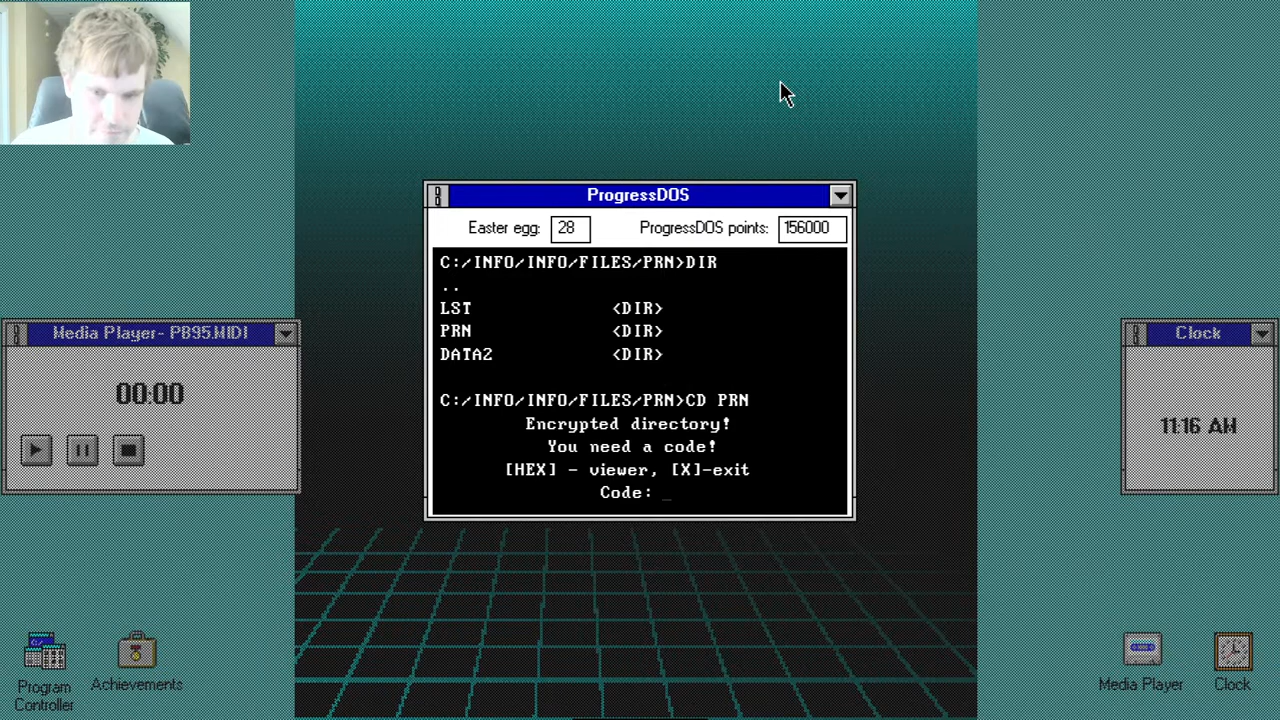 ProgressDOS
Easter egg: 28 ProgressDOS points: 156000
C:/INFO/INFO/FILES/PRN>DIR
..
LST <DIR>
PRN <DIR>
DATA2 <DIR>
C:/INFO/INFO/FILES/PRN>CD PRN
Encrypted directory!
You need a code!
[HEX] - viewer, [X]-exit
Code: _
Media Player- PB95.MIDI
00:00
Clock
11:16 AM
Program
Controller
Achievements
Media Player
Clock